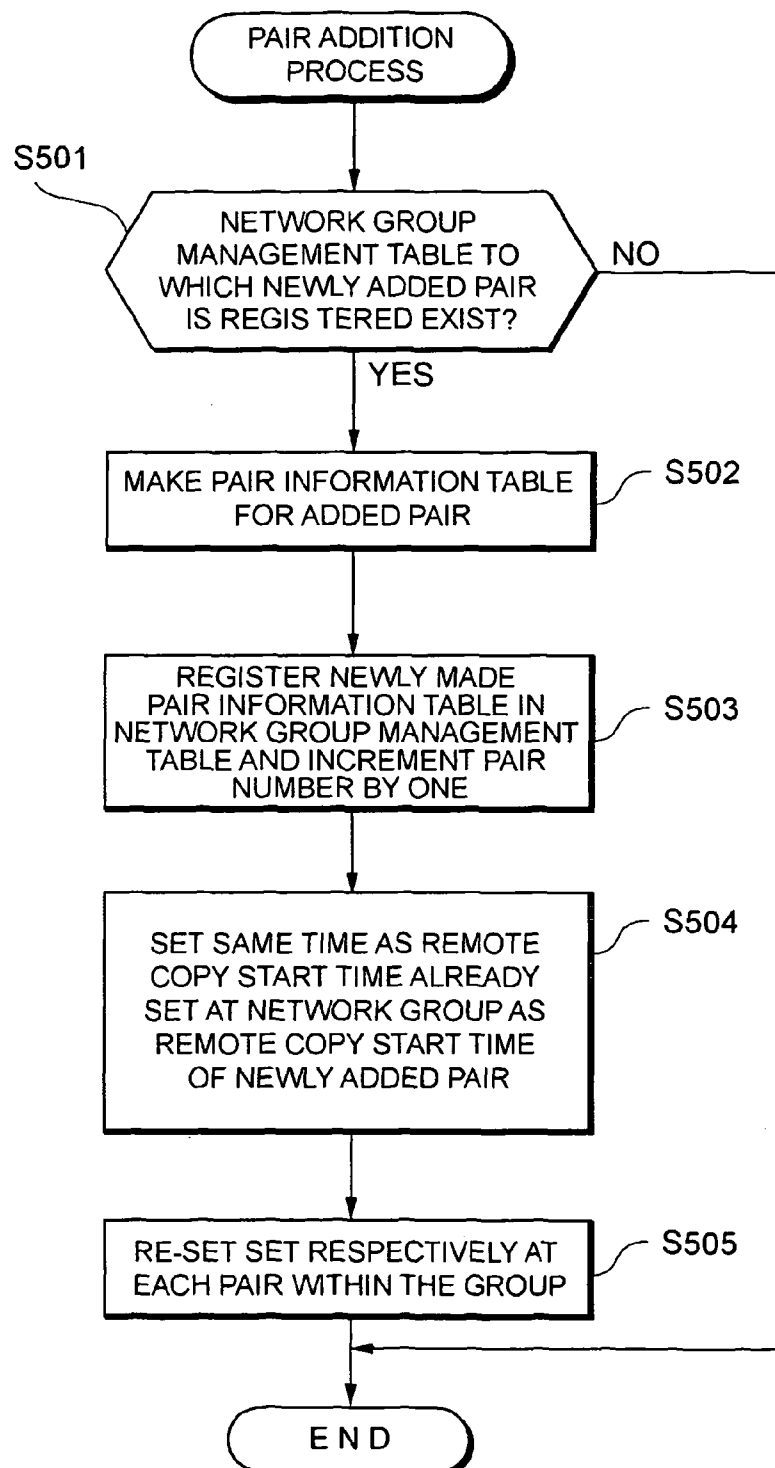 PAIR ADDITION
PROCESS
S501
NETWORK GROUP
MANAGEMENT TABLE TO
WHICH NEWLY ADDED PAIR
IS REGIS TERED EXIST?
NO
YES
MAKE PAIR INFORMATION TABLE
FOR ADDED PAIR
S502
REGISTER NEWLY MADE
PAIR INFORMATION TABLE IN
NETWORK GROUP MANAGEMENT
TABLE AND INCREMENT PAIR
NUMBER BY ONE
S503
SET SAME TIME AS REMOTE
COPY START TIME ALREADY
SET AT NETWORK GROUP AS
REMOTE COPY START TIME
OF NEWLY ADDED PAIR
S504
RE-SET SET RESPECTIVELY AT
EACH PAIR WITHIN THE GROUP
S505
E N D